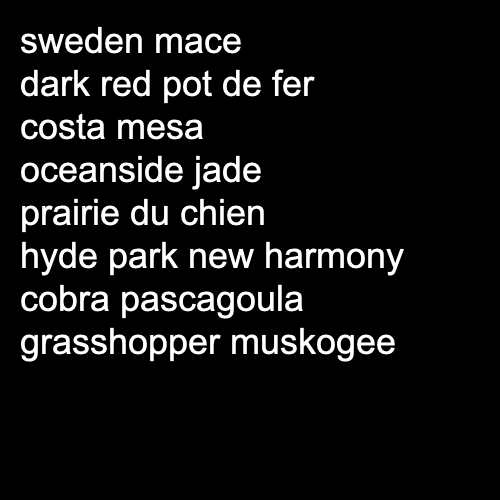 sweden mace
dark red pot de fer
costa mesa
oceanside jade
prairie du chien
hyde park new harmony
cobra pascagoula
grasshopper muskogee